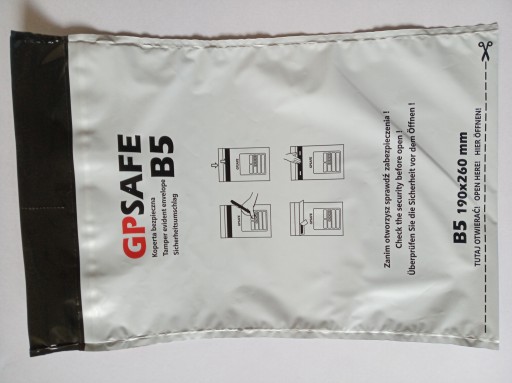 GPSAFE
Koperta bezpieczna
Tamper evident envelope
Sicherheitsumschlag
B5
Zanim otworzysz sprawdź zabezpieczenia !
Check the security before open !
Überprüfen Sie die Sicherheit vor dem Öffnen !
B5 190x260 mm
TUTAJ OTWIERAĆ! OPEN HERE! HIER ÖFFNEN!